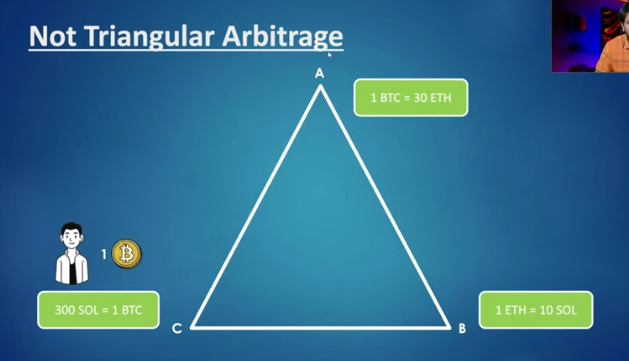 Not Triangular Arbitrage
A
1 BTC = 30 ETH
1
300 SOL = 1 BTC
C
B
1 ETH = 10 SOL